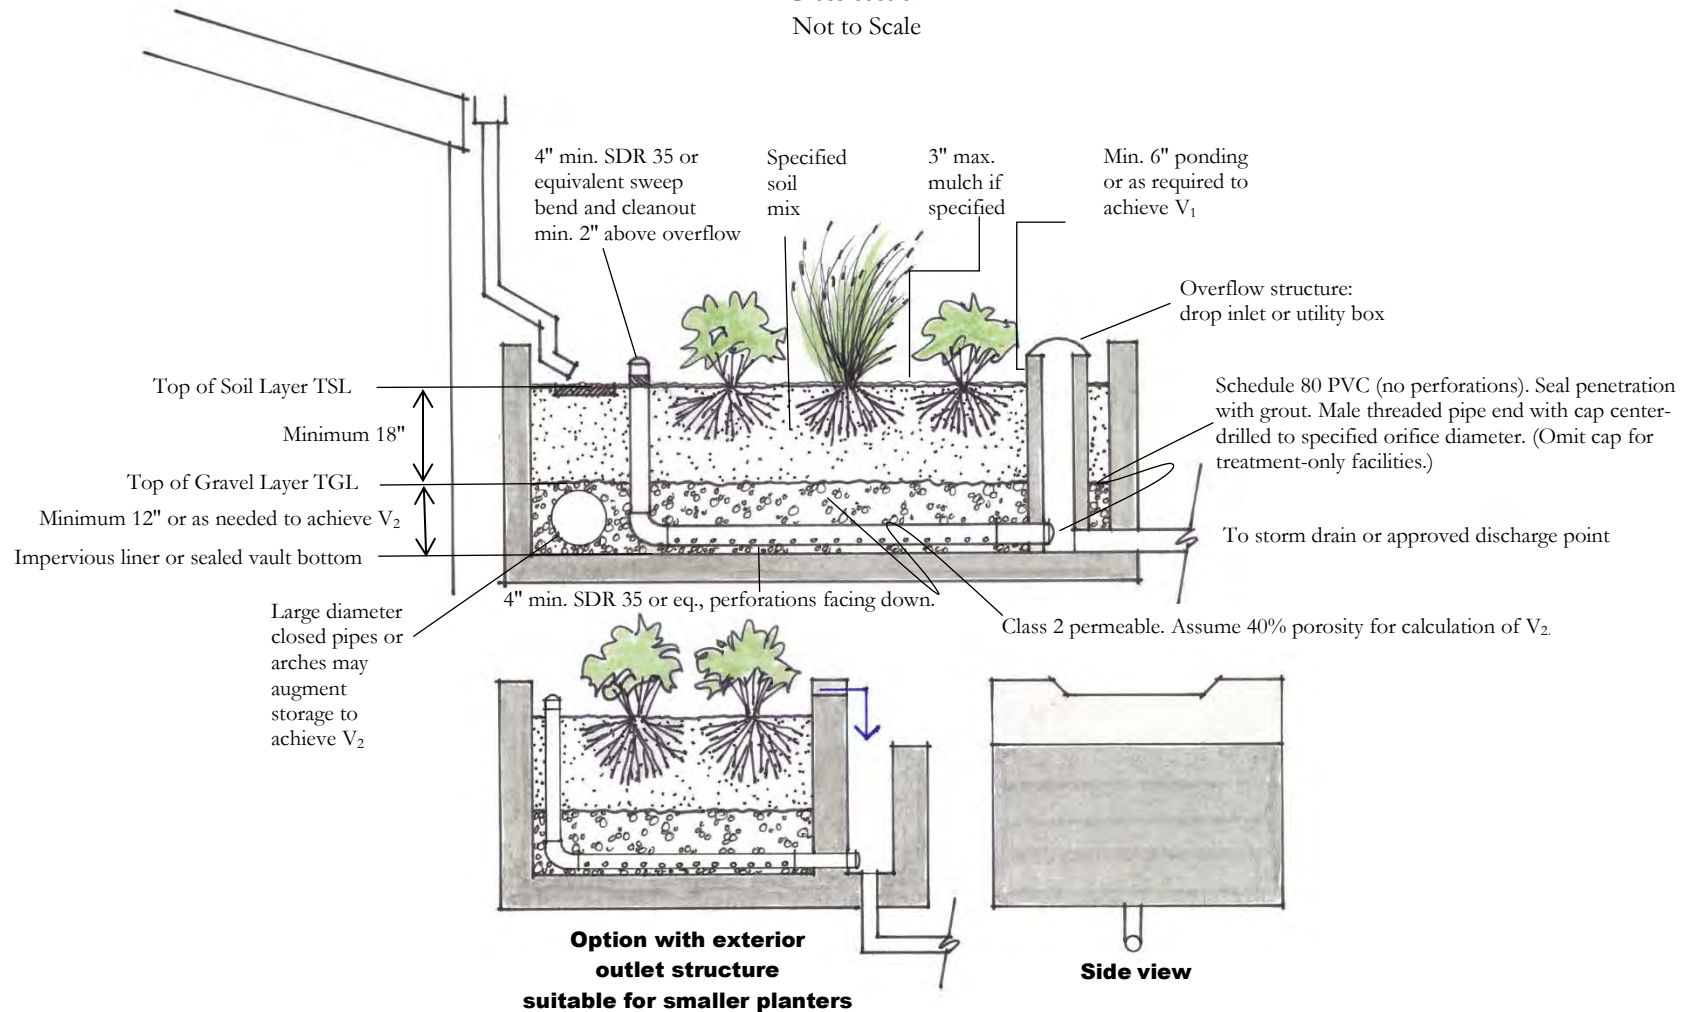 Not to Scale
4" min. SDR 35 or
equivalent sweep
bend and cleanout
min. 2" above overflow
Specified
soil
mix
3" max.
mulch if
specified
Min. 6" ponding
or as required to
achieve V1
Overflow structure:
drop inlet or utility box
Top of Soil Layer TSL
Minimum 18"
Top of Gravel Layer TGL
Minimum 12" or as needed to achieve V2
Impervious liner or sealed vault bottom
Schedule 80 PVC (no perforations). Seal penetration
with grout. Male threaded pipe end with cap center-
drilled to specified orifice diameter. (Omit cap for
treatment-only facilities.)
To storm drain or approved discharge point
4" min. SDR 35 or eq., perforations facing down.
Class 2 permeable. Assume 40% porosity for calculation of V2.
Large diameter
closed pipes or
arches may
augment
storage to
achieve V2
Option with exterior
outlet structure
suitable for smaller planters
Side view